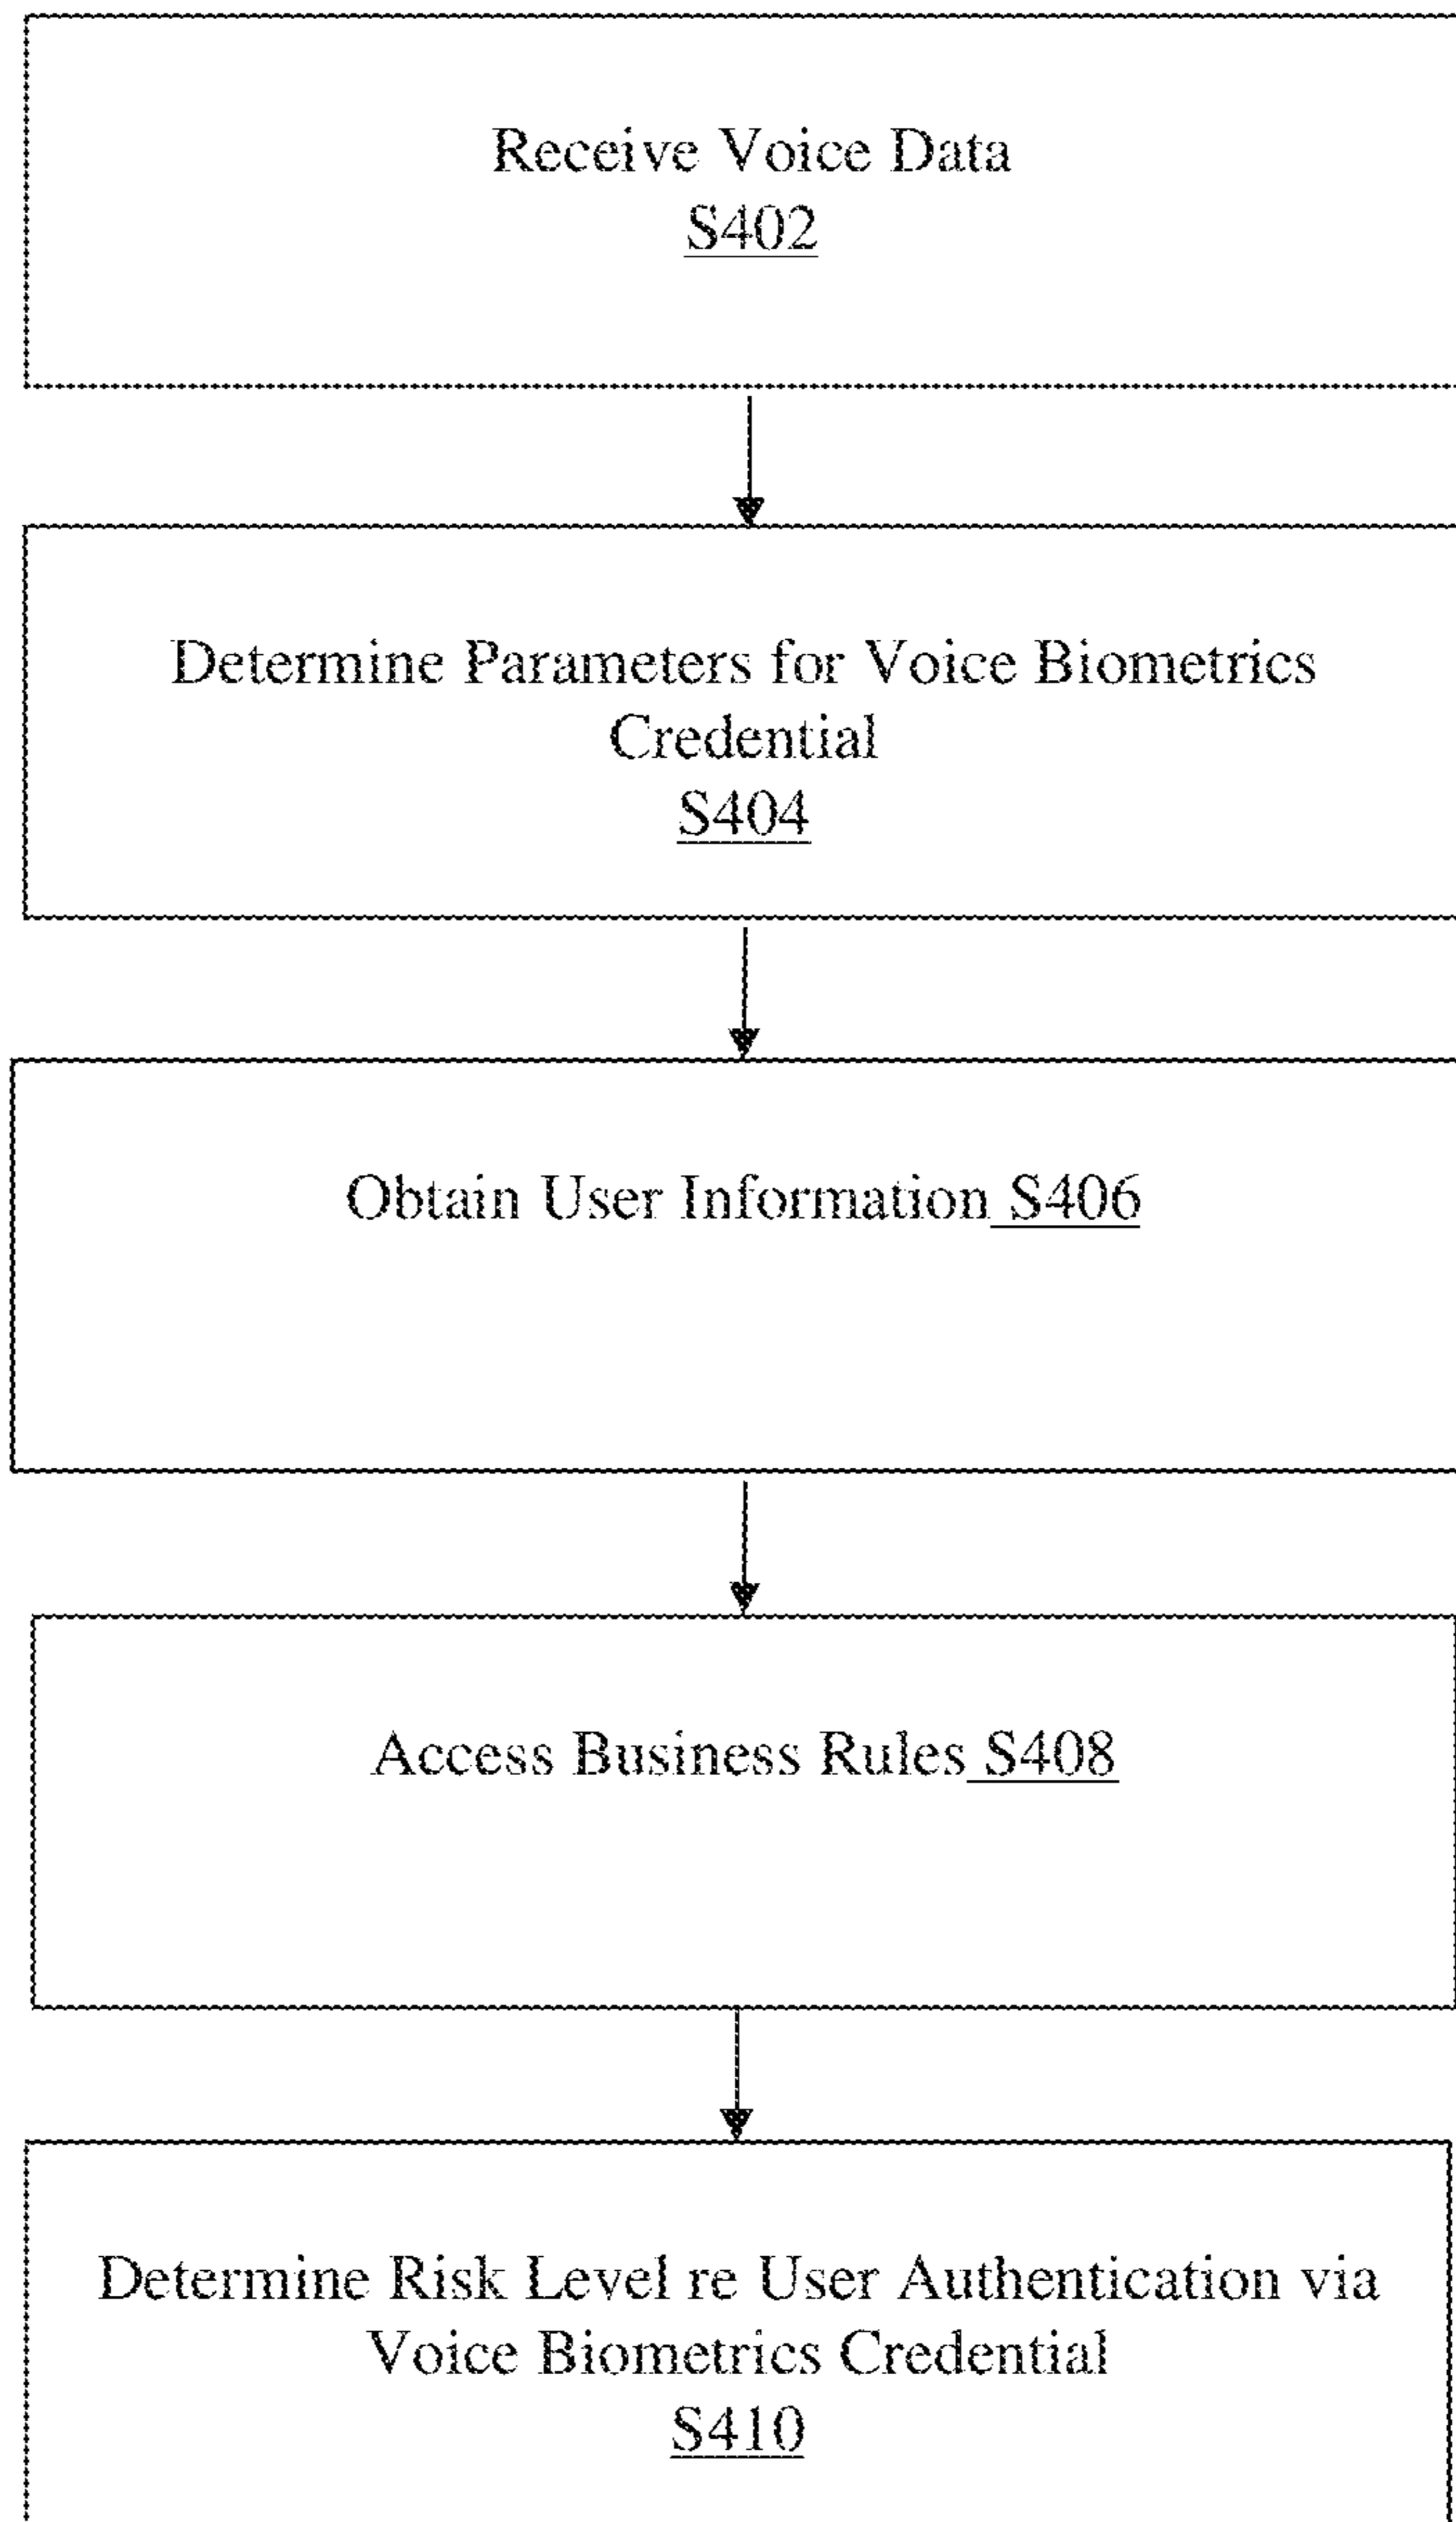 Receive Voice Data
S402
Determine Parameters for Voice Biometrics
Credential
S404
Obtain User Information S406
Access Business Rules S408
Determine Risk Level re User Authentication via
Voice Biometrics Credential
S410